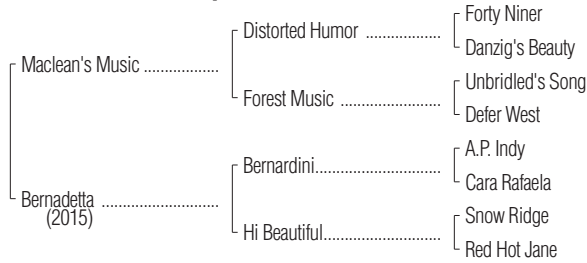 Forty Niner
Distorted Humor ..................
Danzig's Beauty
Maclean's Music ..................
Unbridled's Song
Forest Music ........................
Defer West
A.P. Indy
Bernardini..............................
Cara Rafaela
Bernadetta ............................
(2015)
Snow Ridge
Hi Beautiful............................
Red Hot Jane